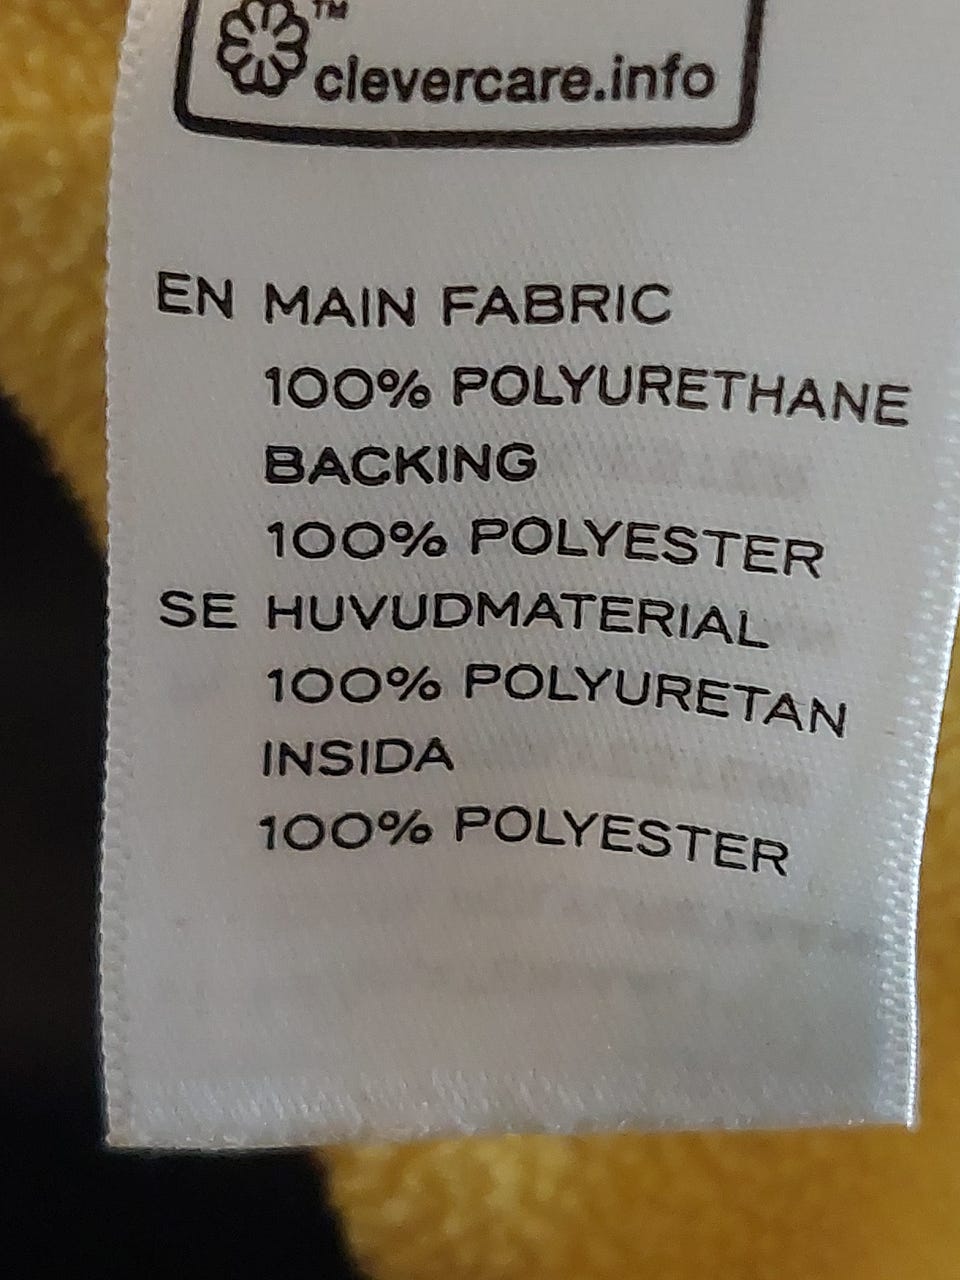 ™
clevercare.info
EN MAIN FABRIC
100% POLYURETHANE
BACKING
100% POLYESTER
SE HUVUDMATERIAL
100% POLYURETAN
INSIDA
100% POLYESTER